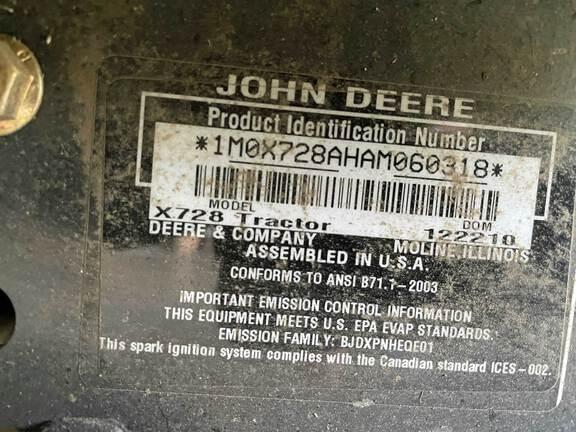 JOHN DEERE
Product Identification Number
*1M0X728AHAM060318*
MODEL DOM
X728 Tractor 122210
DEERE & COMPANY MOLINE, ILLINOIS
ASSEMBLED IN U.S.A.
CONFORMS TO ANSI B71.1-2003
IMPORTANT EMISSION CONTROL INFORMATION
THIS EQUIPMENT MEETS U.S. EPA EVAP STANDARDS.
EMISSION FAMILY: BJDXPNHEQE01
This spark ignition system complies with the Canadian standard ICES-002.